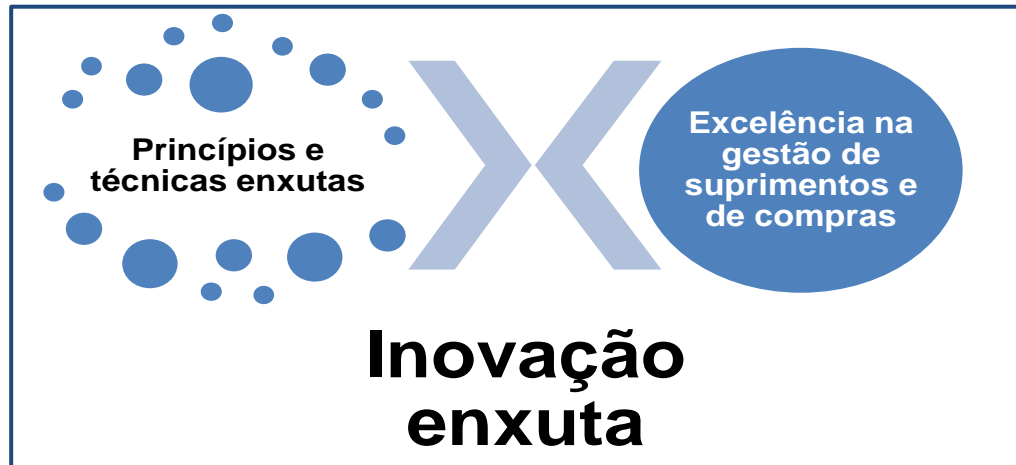 Princípios e
técnicas enxutas
Excelência na
gestão de
suprimentos e
de compras
Inovação
enxuta